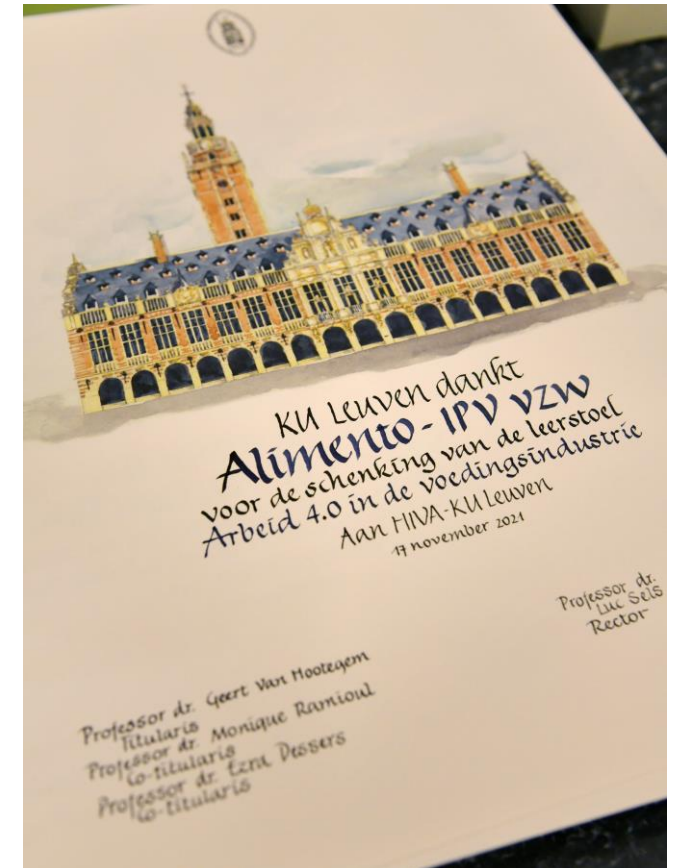 KU Leuven dankt
Alimento - IPV vzw
voor de schenking van de leerstoel
Arbeid 4.0 in de voedingsindustrie
Aan HIVA-KU Leuven
17 november 2021
Professor dr.
Luc Sels
Rector
Professor dr. Geert Van Hootegem
Titularis
Professor dr. Monique Ramioul
Co-titularis
Professor dr. Ezra Dessers
Co-titularis